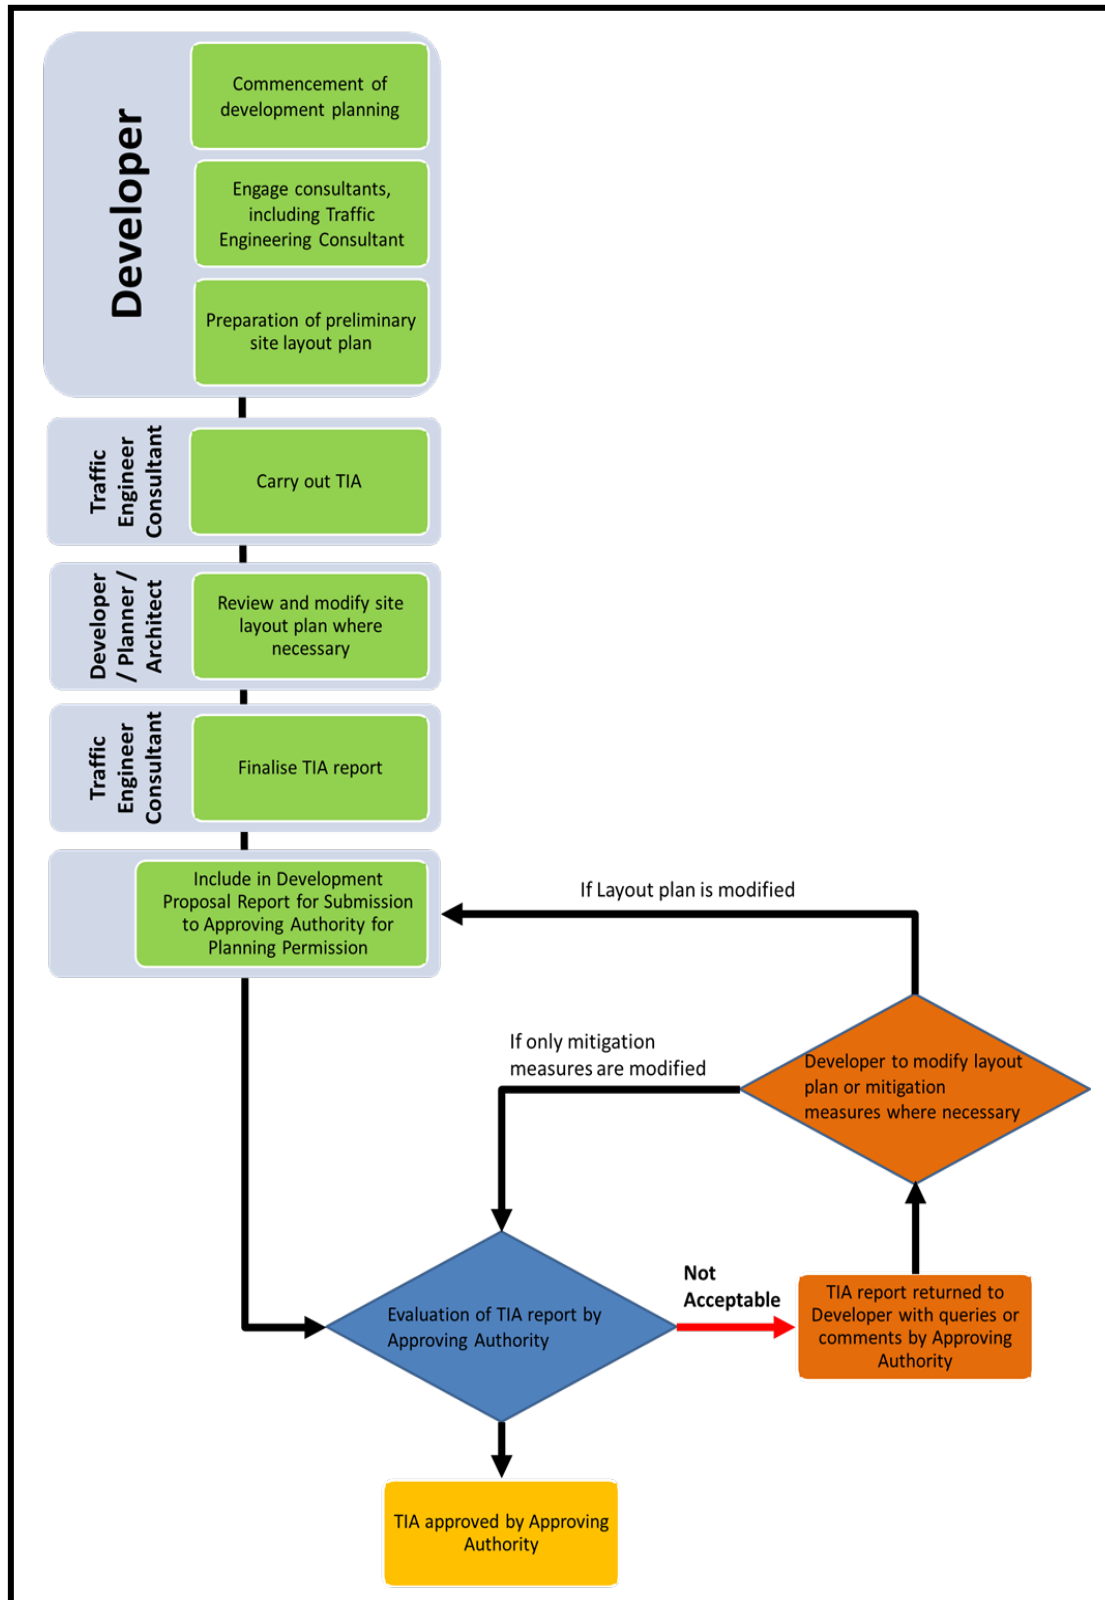 Developer
Commencement of
development planning
Engage consultants,
including Traffic
Engineering Consultant
Preparation of preliminary
site layout plan
Traffic
Engineer
Consultant
Carry out TIA
Developer
/ Planner /
Architect
Review and modify site
layout plan where
necessary
Traffic
Engineer
Consultant
Finalise TIA report
Include in Development
Proposal Report for Submission
to Approving Authority for
Planning Permission
If Layout plan is modified
If only mitigation
measures are modified
Developer to modify layout
plan or mitigation
measures where necessary
Evaluation of TIA report by
Approving Authority
Not
Acceptable
TIA report returned to
Developer with queries or
comments by Approving
Authority
TIA approved by Approving
Authority